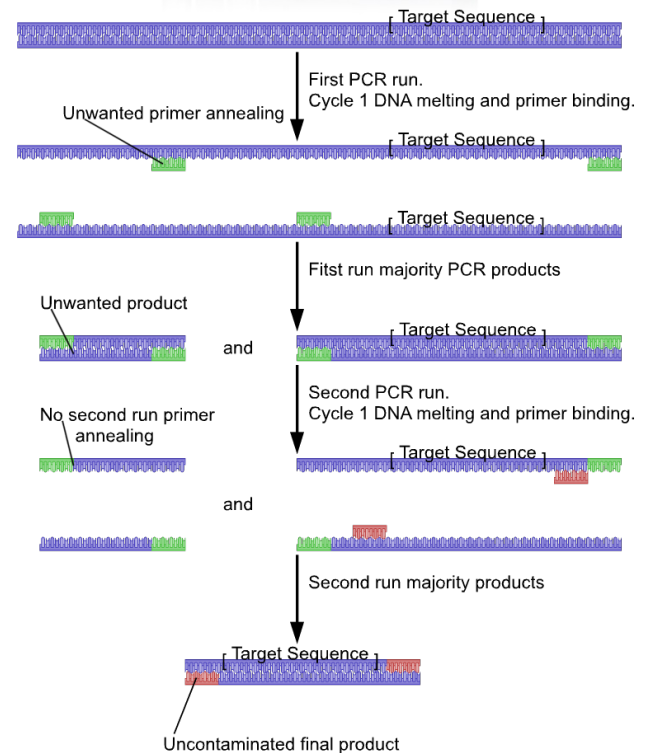 [ Target Sequence ]
First PCR run.
Cycle 1 DNA melting and primer binding.
Unwanted primer annealing
[ Target Sequence ]
[ Target Sequence ]
Fitst run majority PCR products
Unwanted product
[ Target Sequence ]
and
Second PCR run.
Cycle 1 DNA melting and primer binding.
No second run primer
annealing
[ Target Sequence ]
and
Second run majority products
[ Target Sequence ]
Uncontaminated final product